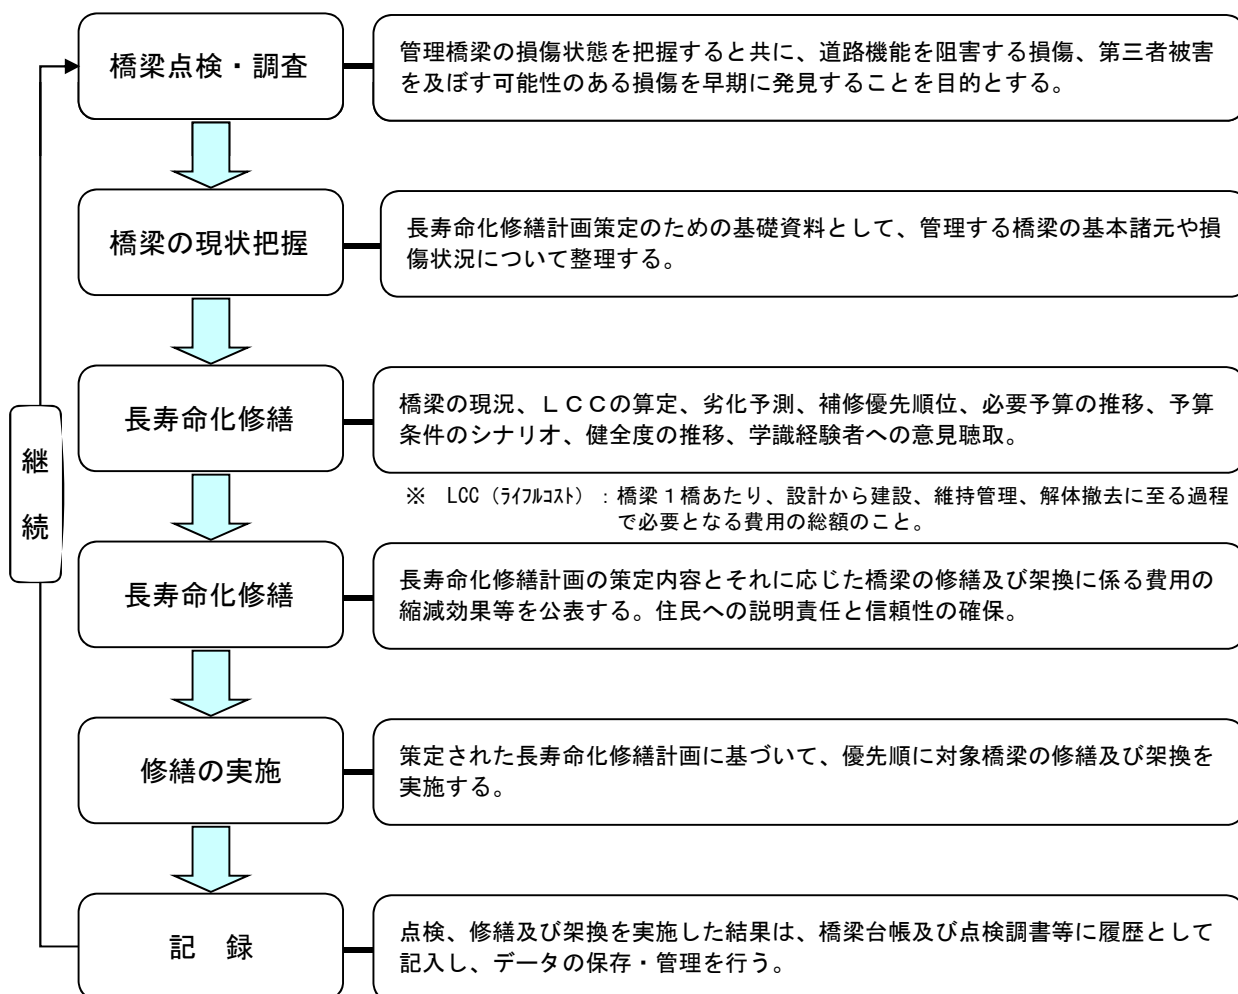 橋梁点検・調査
管理橋梁の損傷状態を把握すると共に、道路機能を阻害する損傷、第三者被害
を及ぼす可能性のある損傷を早期に発見することを目的とする。
橋梁の現状把握
長寿命化修繕計画策定のための基礎資料として、管理する橋梁の基本諸元や損
傷状況について整理する。
長寿命化修繕
橋梁の現況、LCCの算定、劣化予測、補修優先順位、必要予算の推移、予算
条件のシナリオ、健全度の推移、学識経験者への意見聴取。
※ LCC（ﾗｲﾌﾙｺｽﾄ）：橋梁１橋あたり、設計から建設、維持管理、解体撤去に至る過程
で必要となる費用の総額のこと。
継
続
長寿命化修繕
長寿命化修繕計画の策定内容とそれに応じた橋梁の修繕及び架換に係る費用の
縮減効果等を公表する。住民への説明責任と信頼性の確保。
修繕の実施
策定された長寿命化修繕計画に基づいて、優先順に対象橋梁の修繕及び架換を
実施する。
記　録
点検、修繕及び架換を実施した結果は、橋梁台帳及び点検調書等に履歴として
記入し、データの保存・管理を行う。